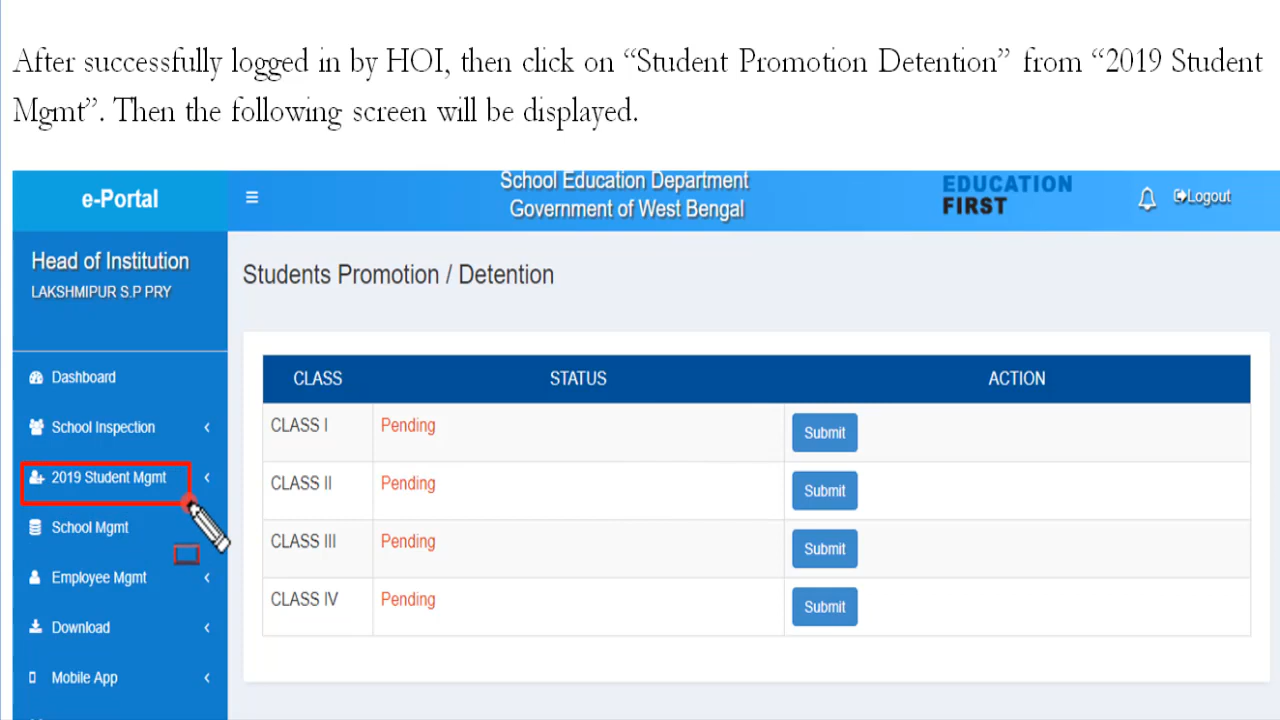 After successfully logged in by HOI, then click on “Student Promotion Detention” from “2019 Student
Mgmt”. Then the following screen will be displayed.
e-Portal
School Education Department
Government of West Bengal
EDUCATION
FIRST
Logout
Head of Institution
LAKSHMIPUR S.P PRY
Students Promotion / Detention
Dashboard
School Inspection
2019 Student Mgmt
School Mgmt
Employee Mgmt
Download
Mobile App
CLASS STATUS ACTION
CLASS I Pending Submit
CLASS II Pending Submit
CLASS III Pending Submit
CLASS IV Pending Submit